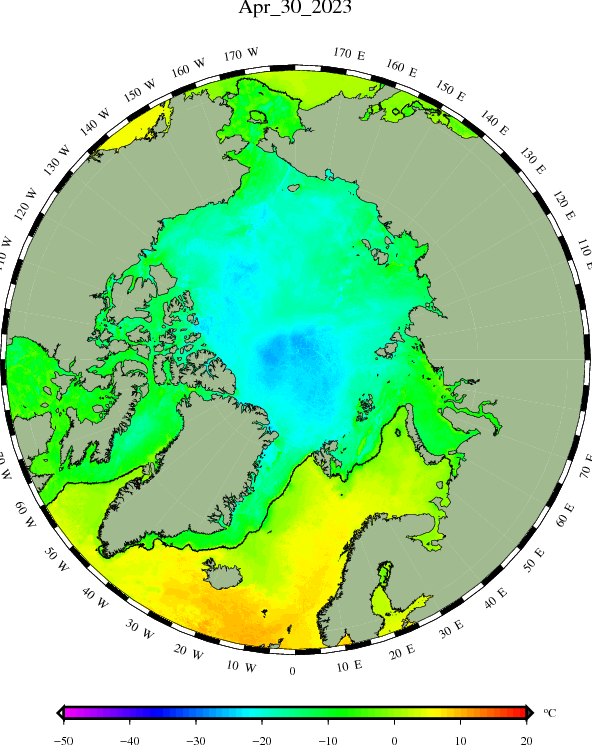 Apr_30_2023
170 W
170 E
160 W
160 E
150 W
150 E
140 W
140 E
130 W
130 E
120 W
120 E
110 E
70 E
60 W
60 E
50 W
50 E
40 W
40 E
30 W
30 E
20 W
20 E
10 W
0
10 E
°C
−50 −40 −30 −20 −10 0 10 20